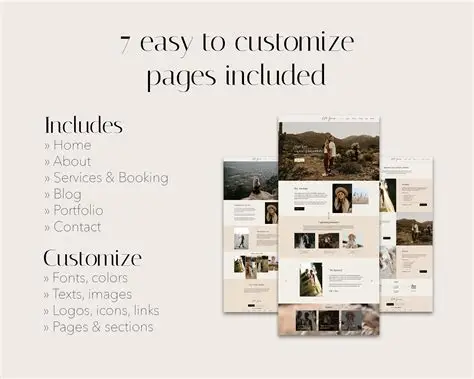 7 easy to customize
pages included
Includes
» Home
» About
» Services & Booking
» Blog
» Portfolio
» Contact
Customize
» Fonts, colors
» Texts, images
» Logos, icons, links
» Pages & sections